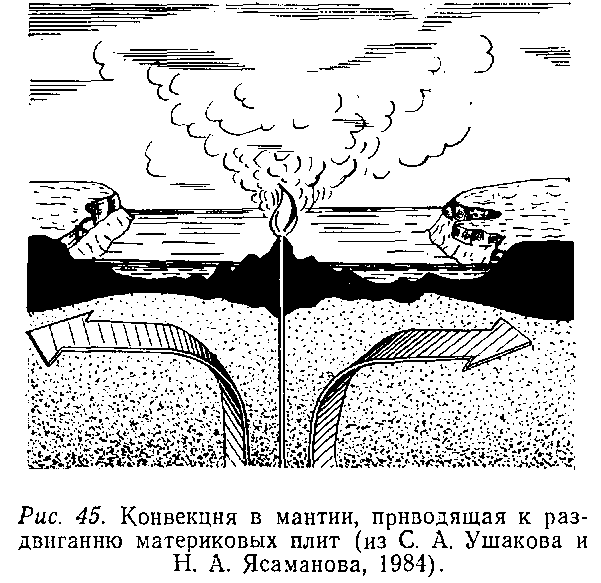 Рис. 45. Конвекция в мантии, приводящая к раз-
двиганию материковых плит (из С. А. Ушакова и
Н. А. Ясаманова, 1984).